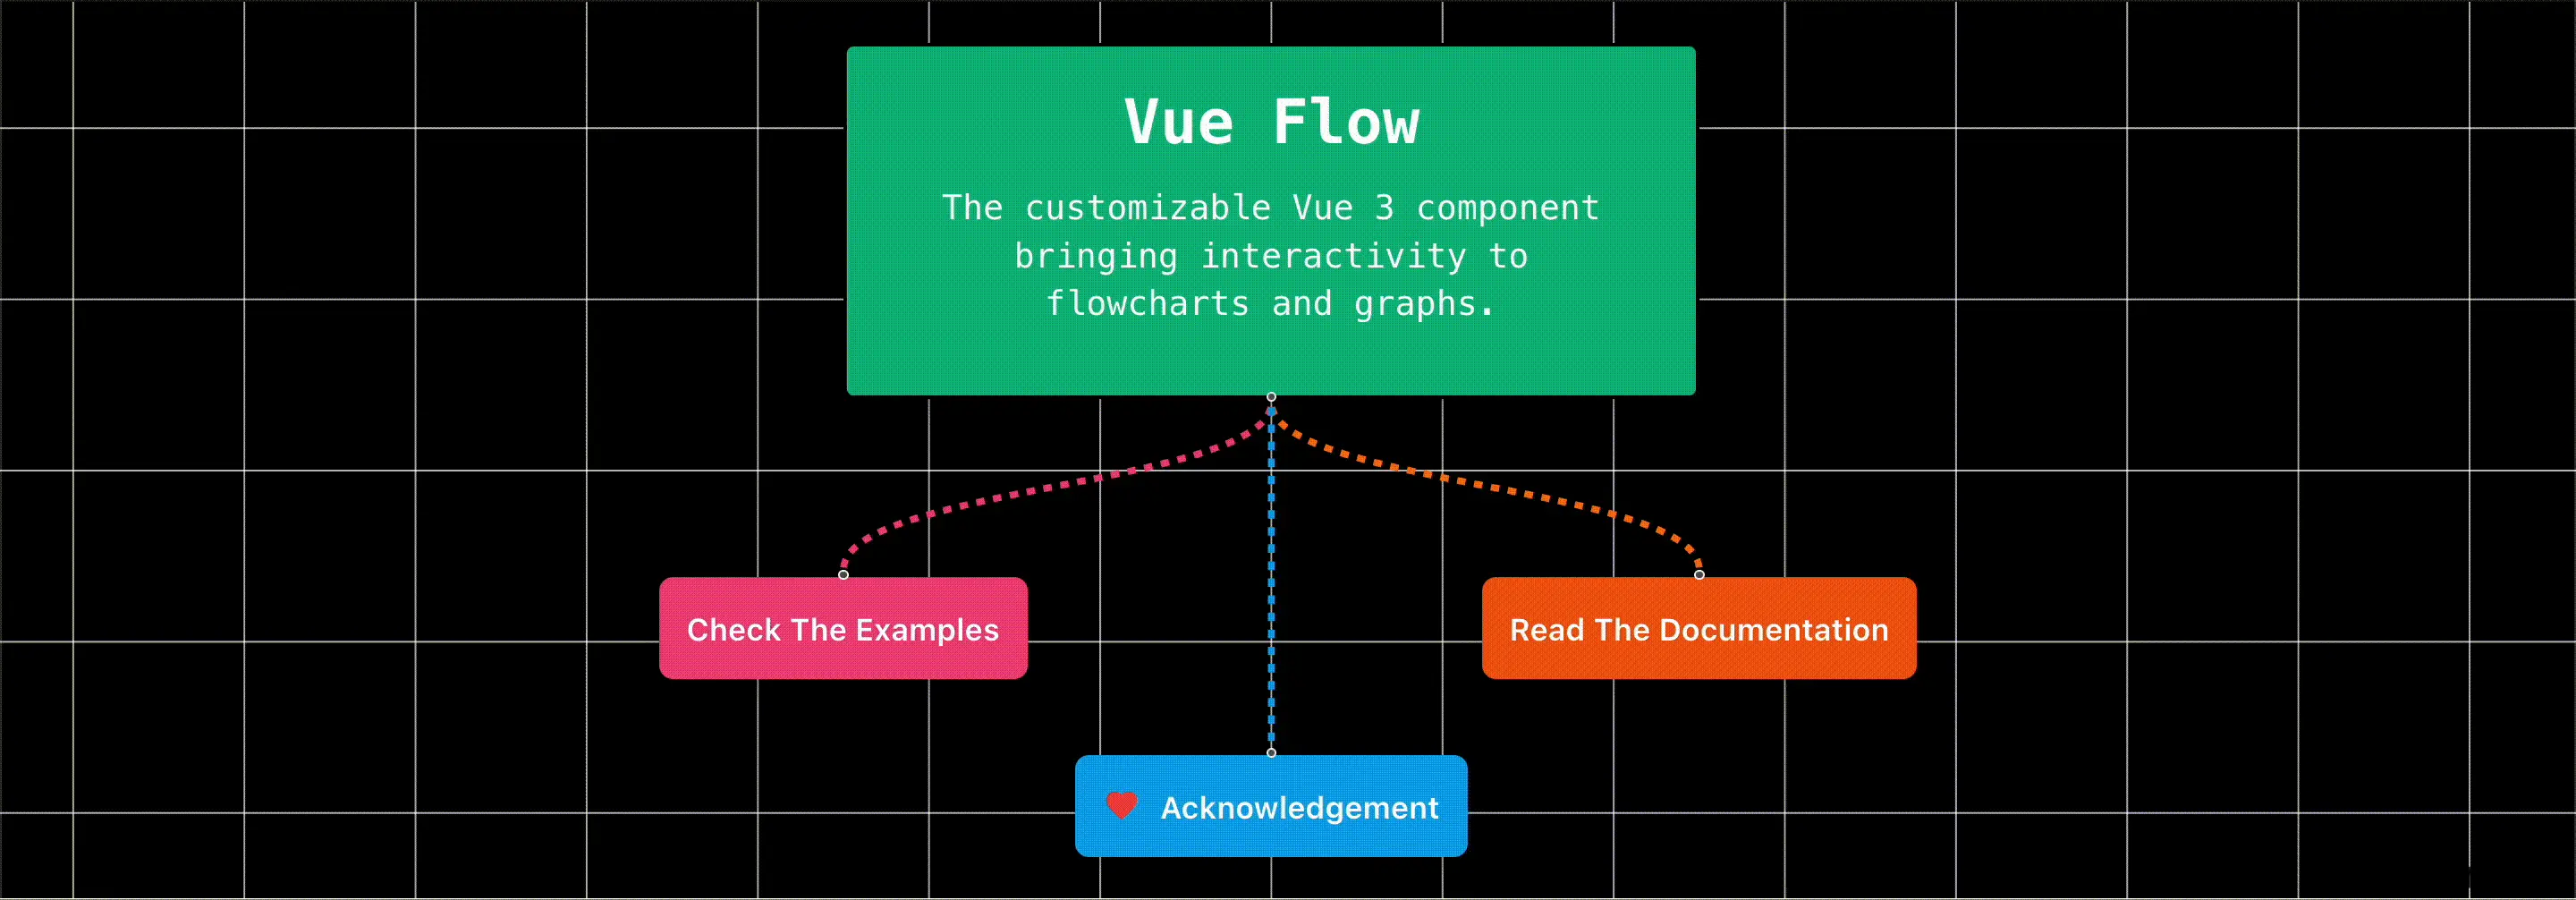 Vue Flow
The customizable Vue 3 component
bringing interactivity to
flowcharts and graphs.
Check The Examples
Read The Documentation
Acknowledgement